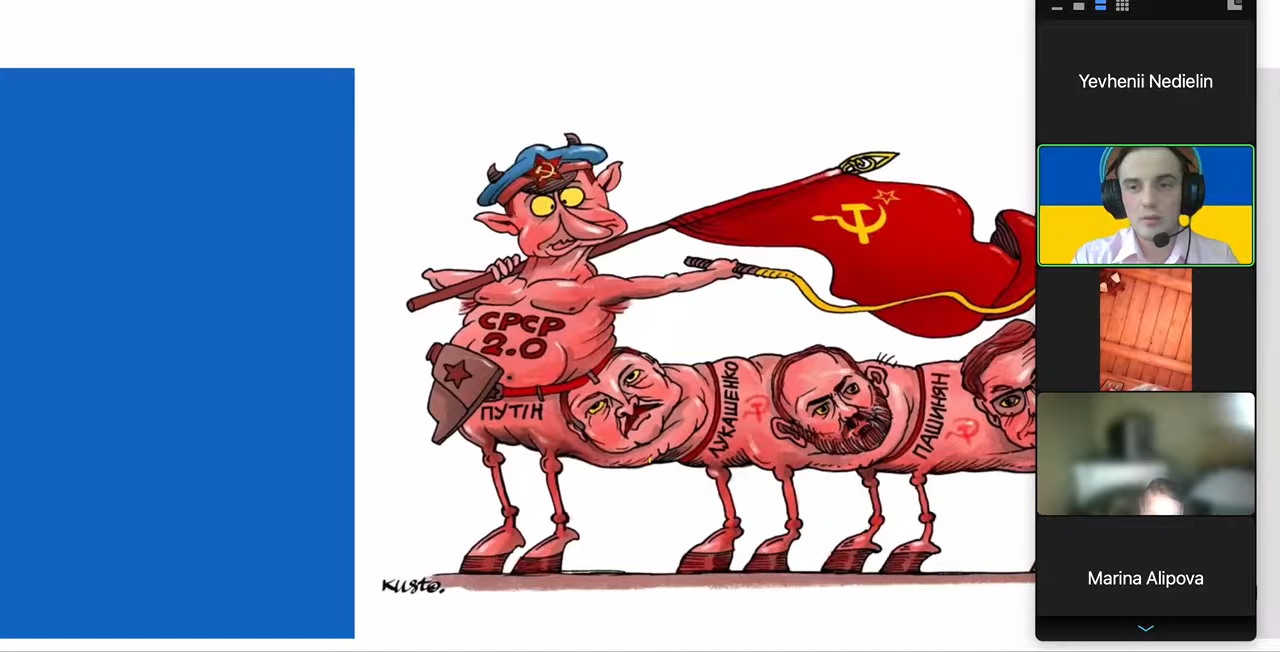 СРСР
2.0
ПУТІН
ЛУКАШЕНКО
ПАШИНЯН
Kusto.
Yevhenii Nedielin
Marina Alipova